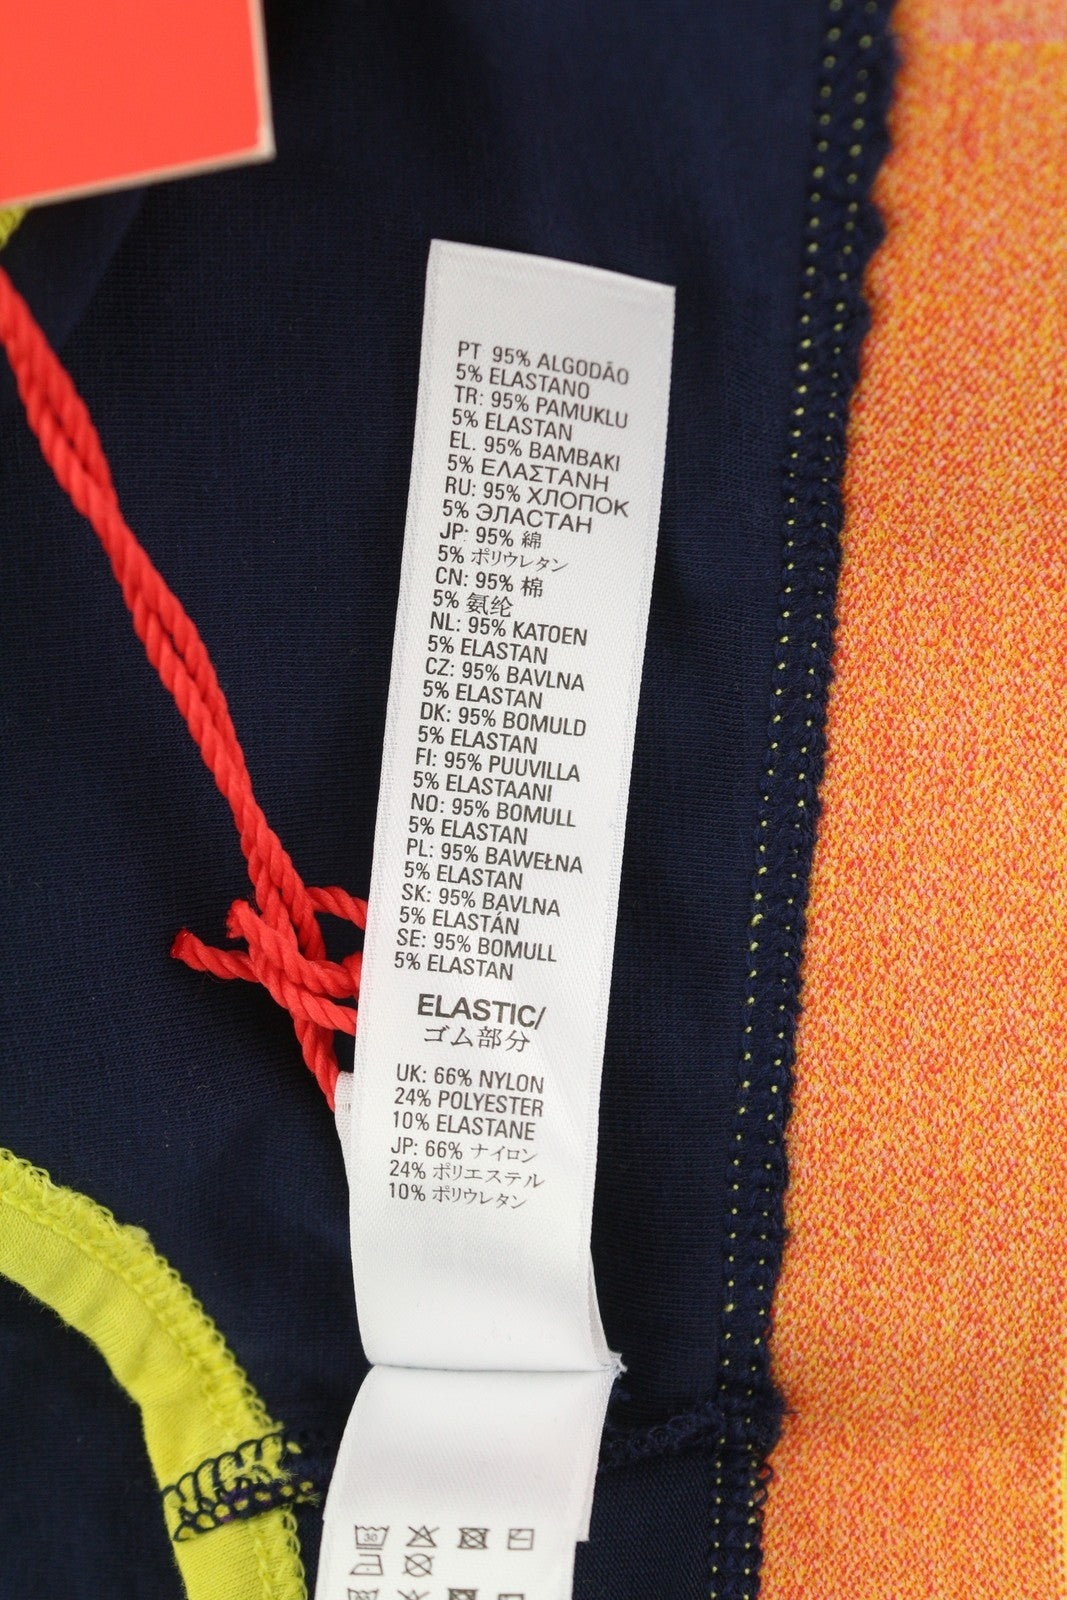 PT 95% ALGODÃO
5% ELASTANO
TR: 95% PAMUKLU
5% ELASTAN
EL. 95% BAMBAKI
5% ΕΛΑΣΤΑΝΗ
RU: 95% ХЛОПОК
5% ЭЛАСТАН
JP: 95% 綿
5% ポリウレタン
CN: 95% 棉
5% 氨纶
NL: 95% KATOEN
5% ELASTAN
CZ: 95% BAVLNA
5% ELASTAN
DK: 95% BOMULD
5% ELASTAN
FI: 95% PUUVILLA
5% ELASTAANI
NO: 95% BOMULL
5% ELASTAN
PL: 95% BAWEŁNA
5% ELASTAN
SK: 95% BAVLNA
5% ELASTÁN
SE: 95% BOMULL
5% ELASTAN
ELASTIC/
ゴム部分
UK: 66% NYLON
24% POLYESTER
10% ELASTANE
JP: 66% ナイロン
24% ポリエステル
10% ポリウレタン
30